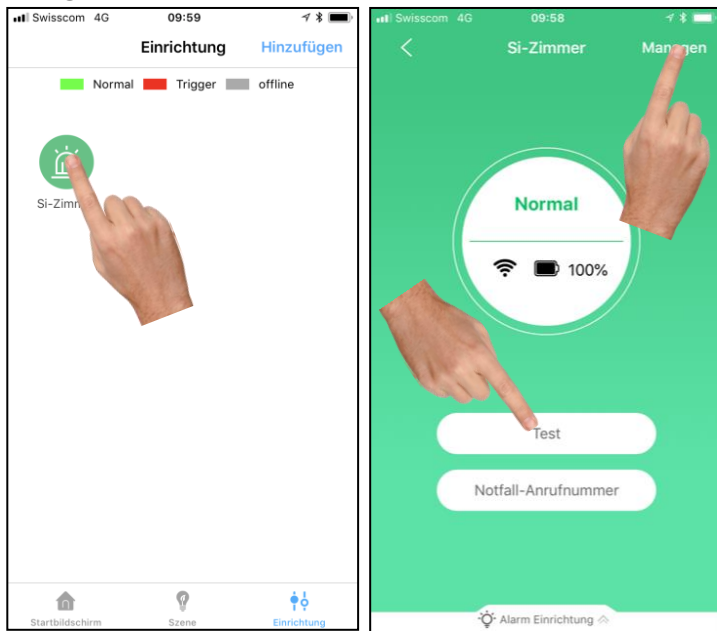 Swisscom 4G 09:59
Einrichtung Hinzufügen
Normal Trigger offline
Si-Zimm
Startbildschirm Szene Einrichtung
Swisscom 4G 09:58
Si-Zimmer Managen
Normal
100%
Test
Notfall-Anrufnummer
Alarm Einrichtung